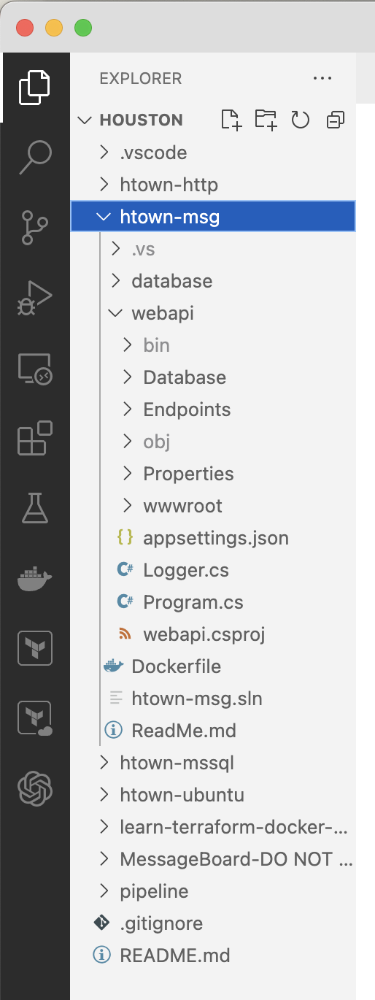 EXPLORER ...
HOUSTON
.vscode
htown-http
htown-msg
.vs
database
webapi
bin
Database
Endpoints
obj
Properties
wwwroot
{} appsettings.json
C# Logger.cs
C# Program.cs
webapi.csproj
Dockerfile
htown-msg.sln
ReadMe.md
htown-mssql
htown-ubuntu
learn-terraform-docker-...
MessageBoard-DO NOT ...
pipeline
.gitignore
README.md